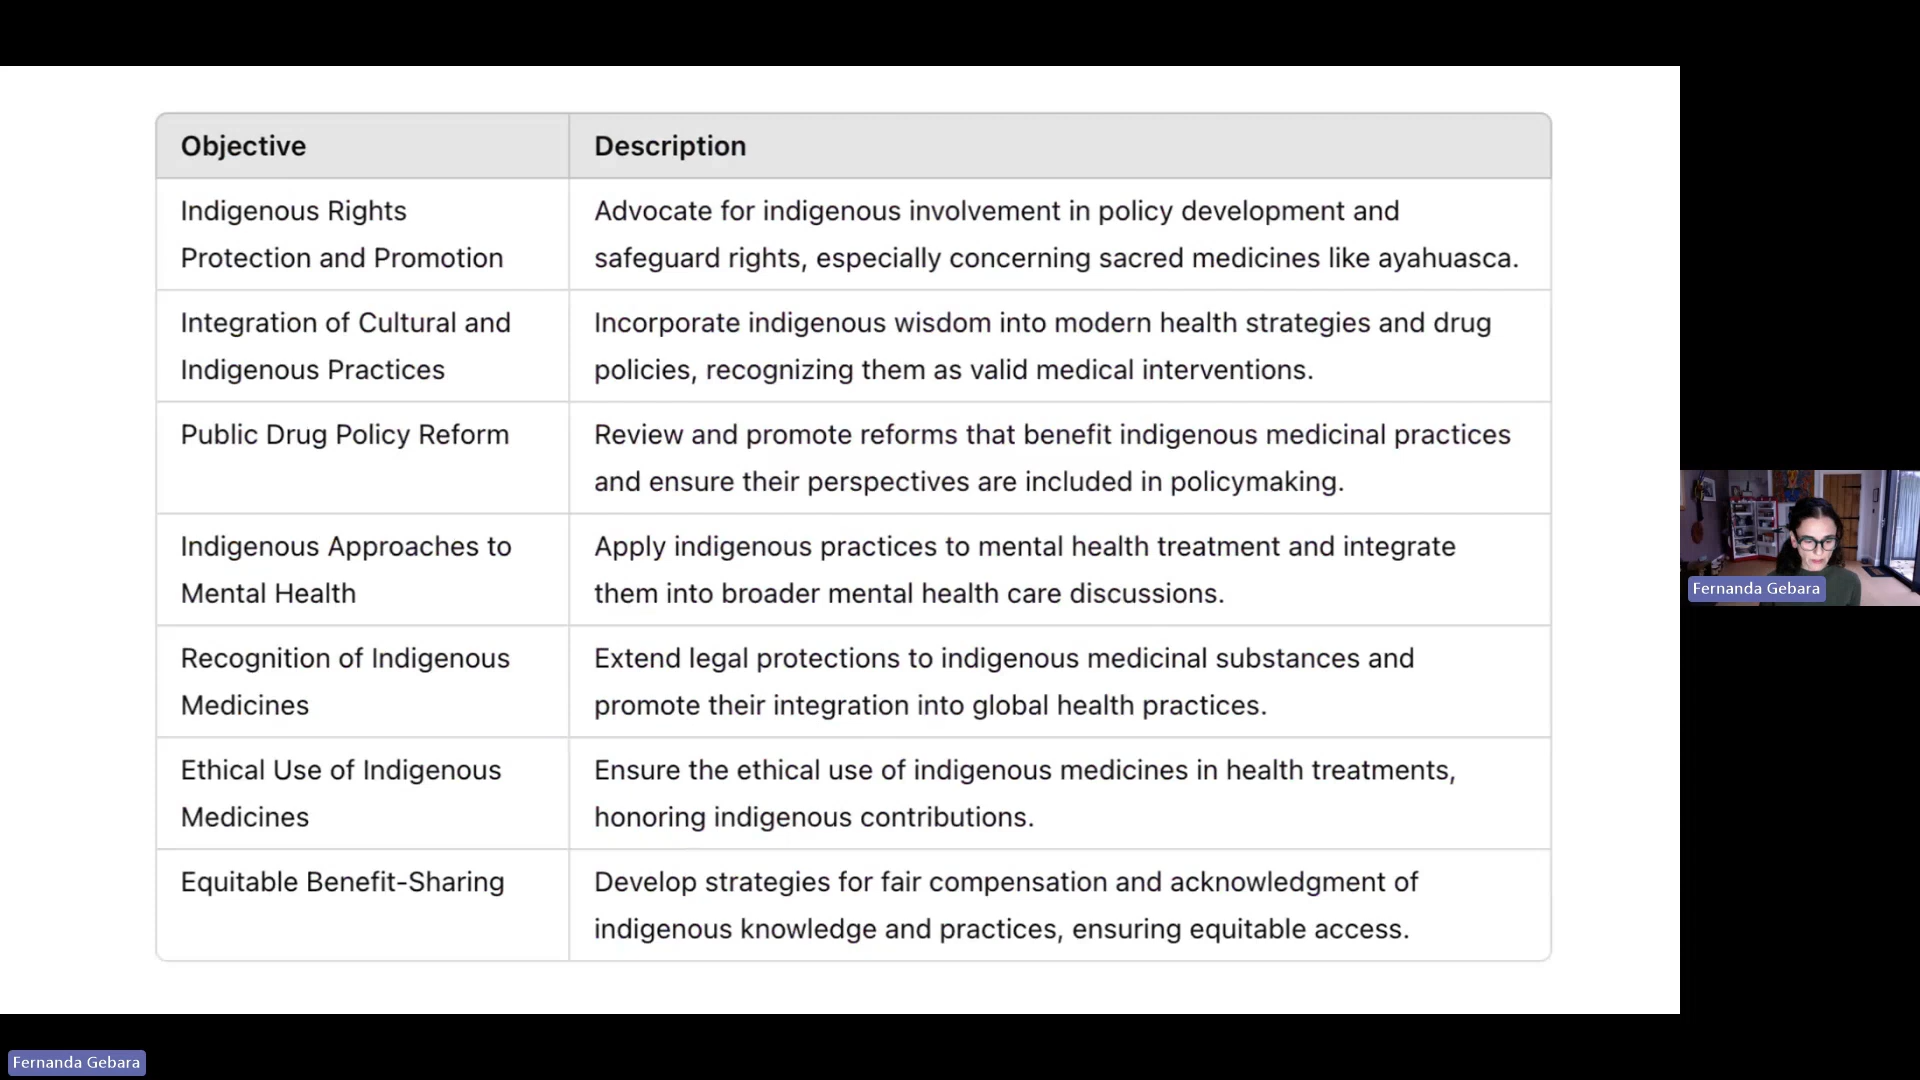 Objective
Description
Indigenous Rights
Protection and Promotion
Advocate for indigenous involvement in policy development and
safeguard rights, especially concerning sacred medicines like ayahuasca.
Integration of Cultural and
Indigenous Practices
Incorporate indigenous wisdom into modern health strategies and drug
policies, recognizing them as valid medical interventions.
Public Drug Policy Reform
Review and promote reforms that benefit indigenous medicinal practices
and ensure their perspectives are included in policymaking.
Indigenous Approaches to
Mental Health
Apply indigenous practices to mental health treatment and integrate
them into broader mental health care discussions.
Recognition of Indigenous
Medicines
Extend legal protections to indigenous medicinal substances and
promote their integration into global health practices.
Ethical Use of Indigenous
Medicines
Ensure the ethical use of indigenous medicines in health treatments,
honoring indigenous contributions.
Equitable Benefit-Sharing
Develop strategies for fair compensation and acknowledgment of
indigenous knowledge and practices, ensuring equitable access.
Fernanda Gebara
Fernanda Gebara